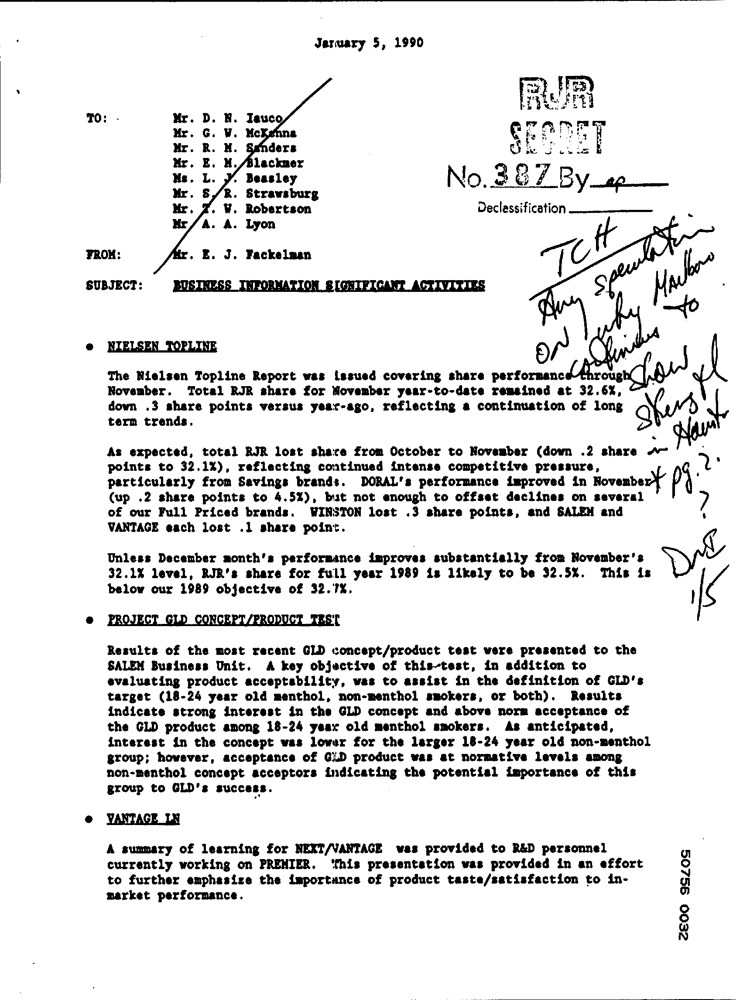 January 5, 1990
RJR
SECRET
No. 387 By ep
Declessification
TO:
Mr. D. N. Iauco
Mr. G. W. McKenna
Mr. R. M. Sanders
Mr. E. M. Blackmer
Ms. L. J. Beasley
Mr. S. R. Strawsburg
Mr. T. W. Robertson
Mr. A. A. Lyon
FROM: Mr. E. J. Fackelman
SUBJECT: BUSINESS INFORMATION SIGNIFICANT ACTIVITIES
TCH
Any speculation
on why Marlboro
continues to
show
in
pg. 2.
?
1/5
• NIELSEN TOPLINE
The Nielsen Topline Report was issued covering share performance through
November. Total RJR share for November year-to-date remained at 32.6%,
down .3 share points versus year-ago, reflecting a continuation of long
term trends.
As expected, total RJR lost share from October to November (down .2 share
points to 32.1%), reflecting continued intense competitive pressure,
particularly from Savings brands. DORAL's performance improved in November
(up .2 share points to 4.5%), but not enough to offset declines on several
of our Full Priced brands. WINSTON lost .3 share points, and SALEM and
VANTAGE each lost .1 share point.
Unless December month's performance improves substantially from November's
32.1% level, RJR's share for full year 1989 is likely to be 32.5%. This is
below our 1989 objective of 32.7%.
• PROJECT GLD CONCEPT/PRODUCT TEST
Results of the most recent GLD concept/product test were presented to the
SALEM Business Unit. A key objective of this test, in addition to
evaluating product acceptability, was to assist in the definition of GLD's
target (18-24 year old menthol, non-menthol smokers, or both). Results
indicate strong interest in the GLD concept and above norm acceptance of
the GLD product among 18-24 year old menthol smokers. As anticipated,
interest in the concept was lower for the larger 18-24 year old non-menthol
group; however, acceptance of GLD product was at normative levels among
non-menthol concept acceptors indicating the potential importance of this
group to GLD's success.
• VANTAGE LN
A summary of learning for NEXT/VANTAGE was provided to R&D personnel
currently working on PREMIER. This presentation was provided in an effort
to further emphasize the importance of product taste/satisfaction to in-
market performance.
50756 0032